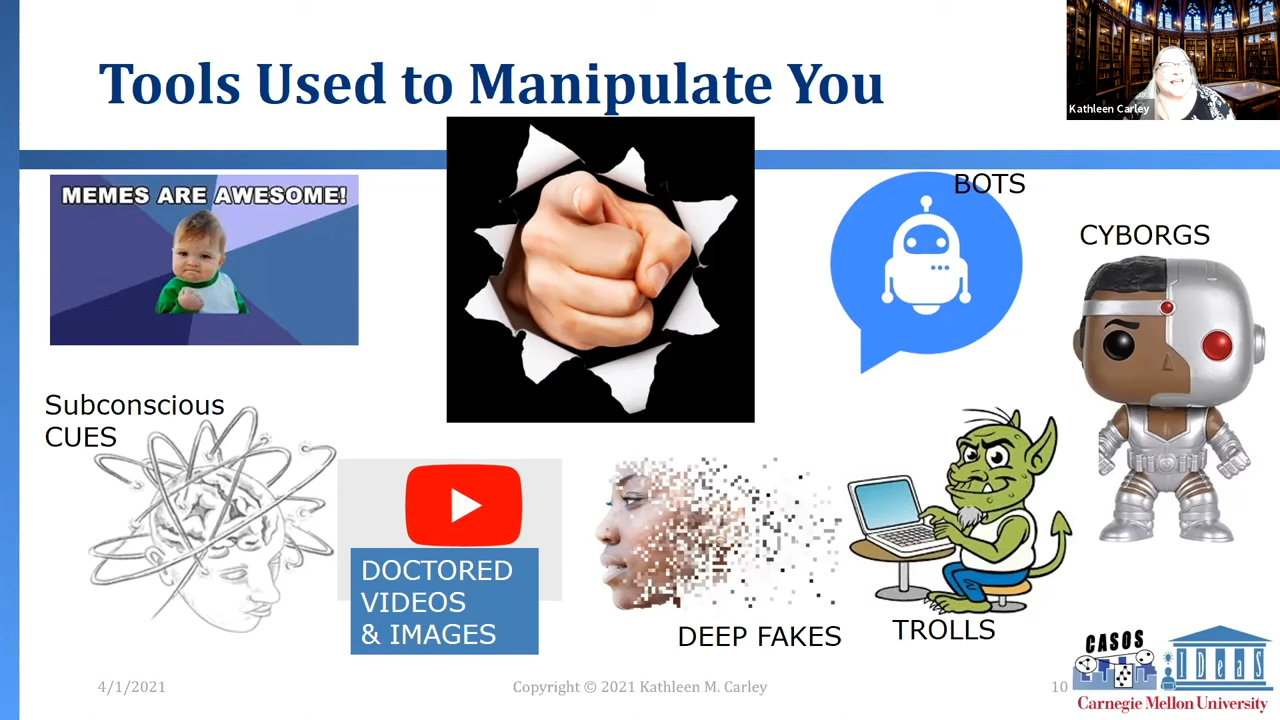 Tools Used to Manipulate You
Kathleen Carley
MEMES ARE AWESOME!
BOTS
CYBORGS
Subconscious
CUES
DOCTORED
VIDEOS
& IMAGES
DEEP FAKES
TROLLS
4/1/2021
Copyright © 2021 Kathleen M. Carley
10
CASOS
IDeaS
Carnegie Mellon University